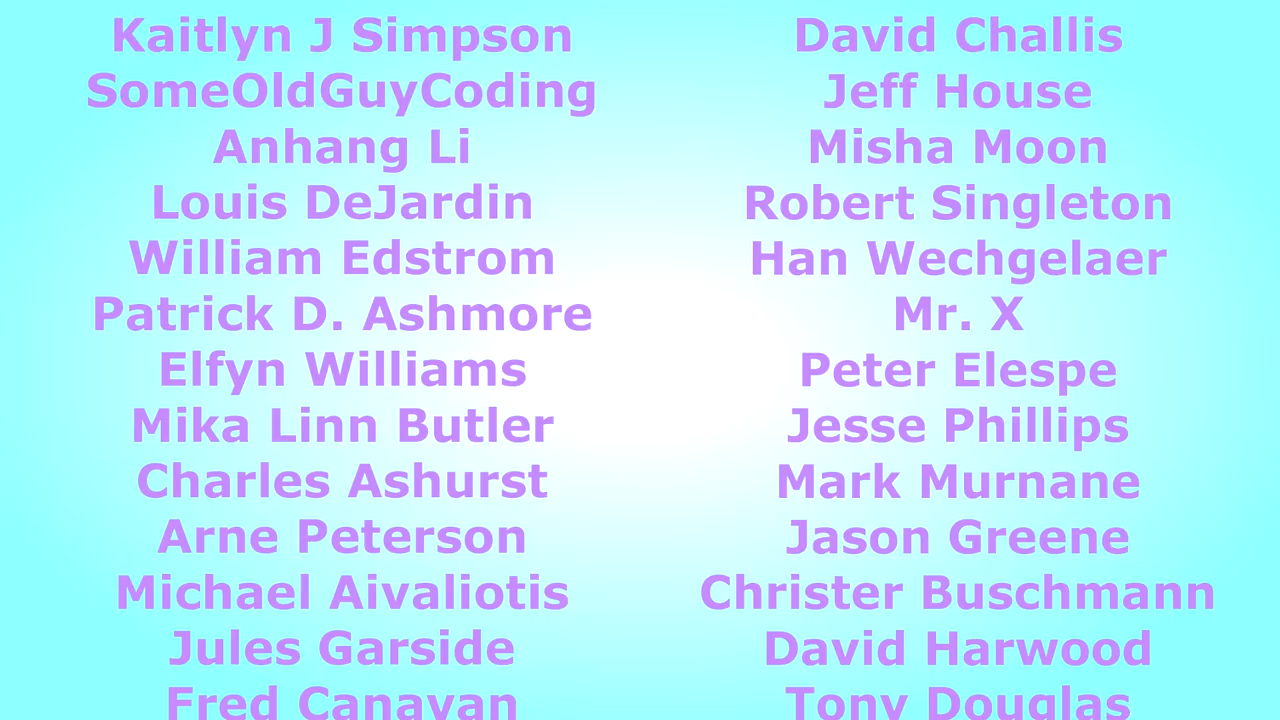 Kaitlyn J Simpson
SomeOldGuyCoding
Anhang Li
Louis DeJardin
William Edstrom
Patrick D. Ashmore
Elfyn Williams
Mika Linn Butler
Charles Ashurst
Arne Peterson
Michael Aivaliotis
Jules Garside
Fred Canavan
David Challis
Jeff House
Misha Moon
Robert Singleton
Han Wechgelaer
Mr. X
Peter Elespe
Jesse Phillips
Mark Murnane
Jason Greene
Christer Buschmann
David Harwood
Tony Douglas